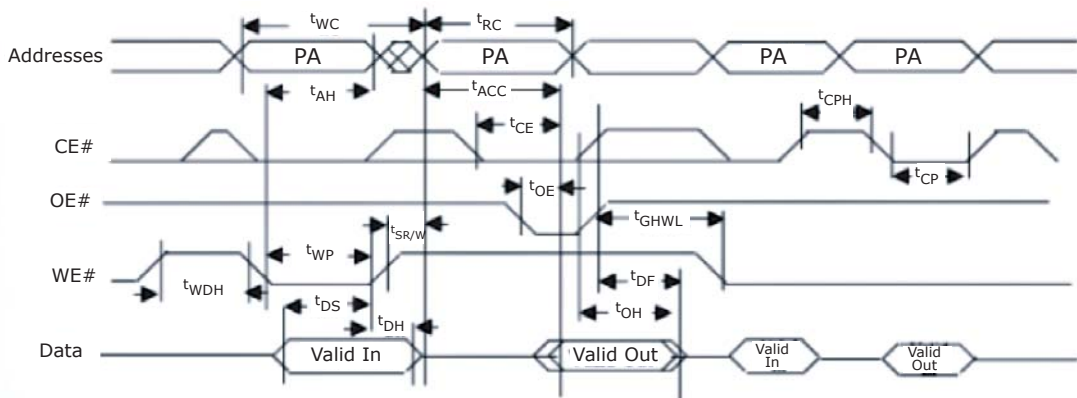 tWC
tRC
Addresses
PA
PA
PA
PA
tAH
tACC
tCE
tCPH
CE#
tOE
tCP
OE#
tSR/W
tGHWL
tWP
WE#
tWDH
tDF
tDS
tOH
tDH
Data
Valid In
Valid Out
Valid
In
Valid
Out